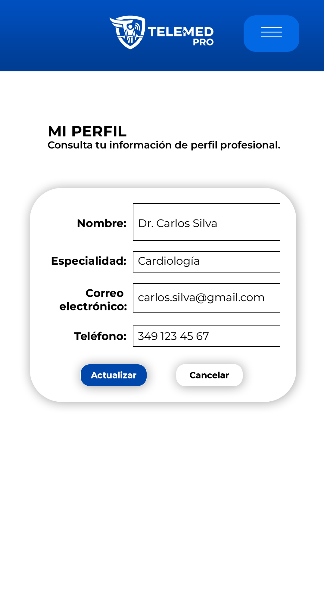 TELEMED
PRO
MI PERFIL
Consulta tu información de perfil profesional.
Nombre: Dr. Carlos Silva
Especialidad: Cardiología
Correo
electrónico: carlos.silva@gmail.com
Teléfono: 349 123 45 67
Actualizar Cancelar